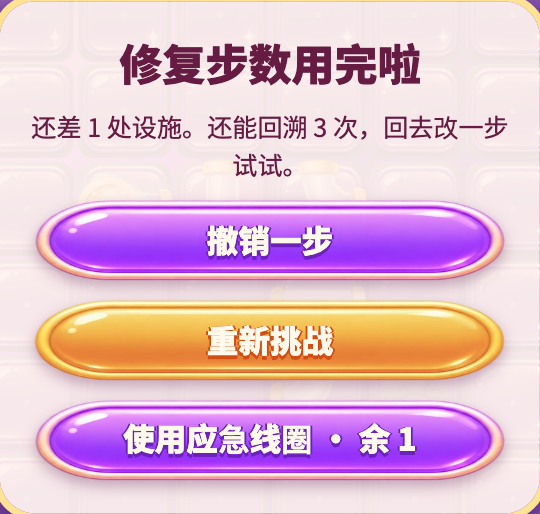 修复步数用完啦
还差 1 处设施。还能回溯 3 次，回去改一步
试试。
撤销一步
重新挑战
使用应急线圈 · 余 1